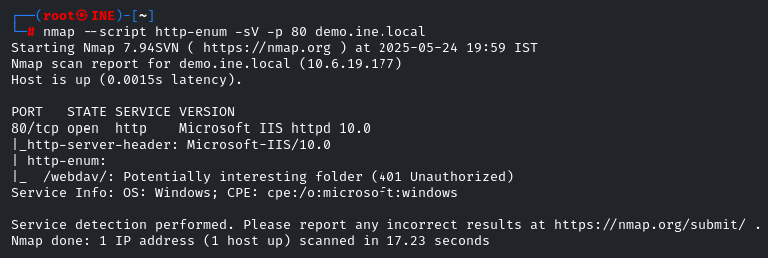 ┌──(root㉿INE)-[~]
└─# nmap --script http-enum -sV -p 80 demo.ine.local
Starting Nmap 7.94SVN ( https://nmap.org ) at 2025-05-24 19:59 IST
Nmap scan report for demo.ine.local (10.6.19.177)
Host is up (0.0015s latency).

PORT   STATE SERVICE VERSION
80/tcp open  http    Microsoft IIS httpd 10.0
|_http-server-header: Microsoft-IIS/10.0
| http-enum:
|_  /webdav/: Potentially interesting folder (401 Unauthorized)
Service Info: OS: Windows; CPE: cpe:/o:microsoft:windows

Service detection performed. Please report any incorrect results at https://nmap.org/submit/ .
Nmap done: 1 IP address (1 host up) scanned in 17.23 seconds